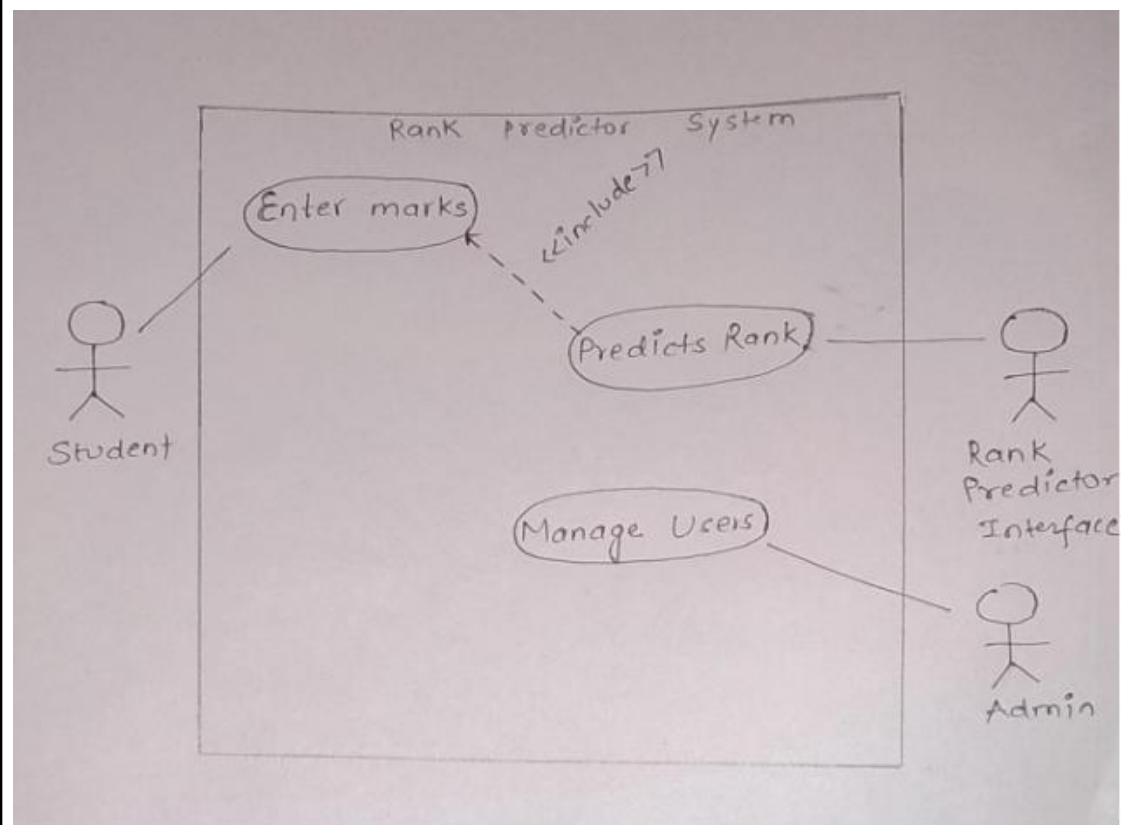 Rank Predictor System
Enter marks
<<include>>
Predicts Rank
Student
Rank
Predictor
Interface
Manage Users
Admin